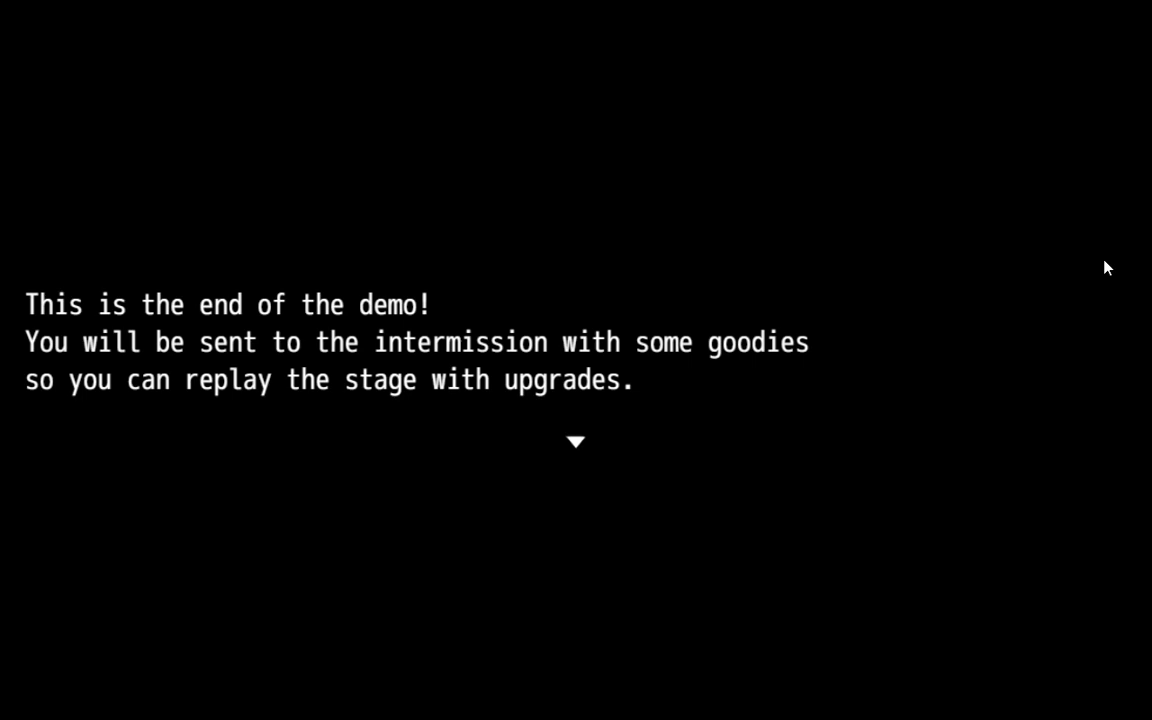 This is the end of the demo!
You will be sent to the intermission with some goodies
so you can replay the stage with upgrades.